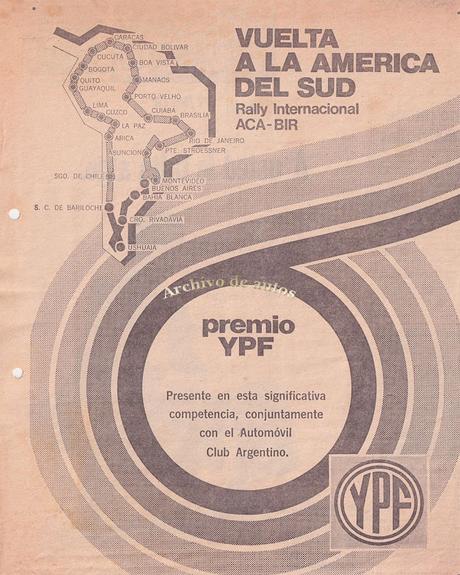 VUELTA
A LA AMERICA
DEL SUD
Rally Internacional
ACA-BIR
CARACAS
CIUDAD BOLIVAR
CUCUTA
BOA VISTA
BOGOTA
QUITO
MANAOS
GUAYAQUIL
PORTO VELHO
LIMA
CUZCO
CUIABA
BRASILIA
LA PAZ
ARICA
RIO DE JANEIRO
ASUNCION
PTE. STROESSNER
SGO. DE CHILE
MONTEVIDEO
BUENOS AIRES
BAHIA BLANCA
S. C. DE BARILOCHE
CRO. RIVADAVIA
USHUAIA
Archivo de autos
premio
YPF
Presente en esta significativa
competencia, conjuntamente
con el Automóvil
Club Argentino.
YPF